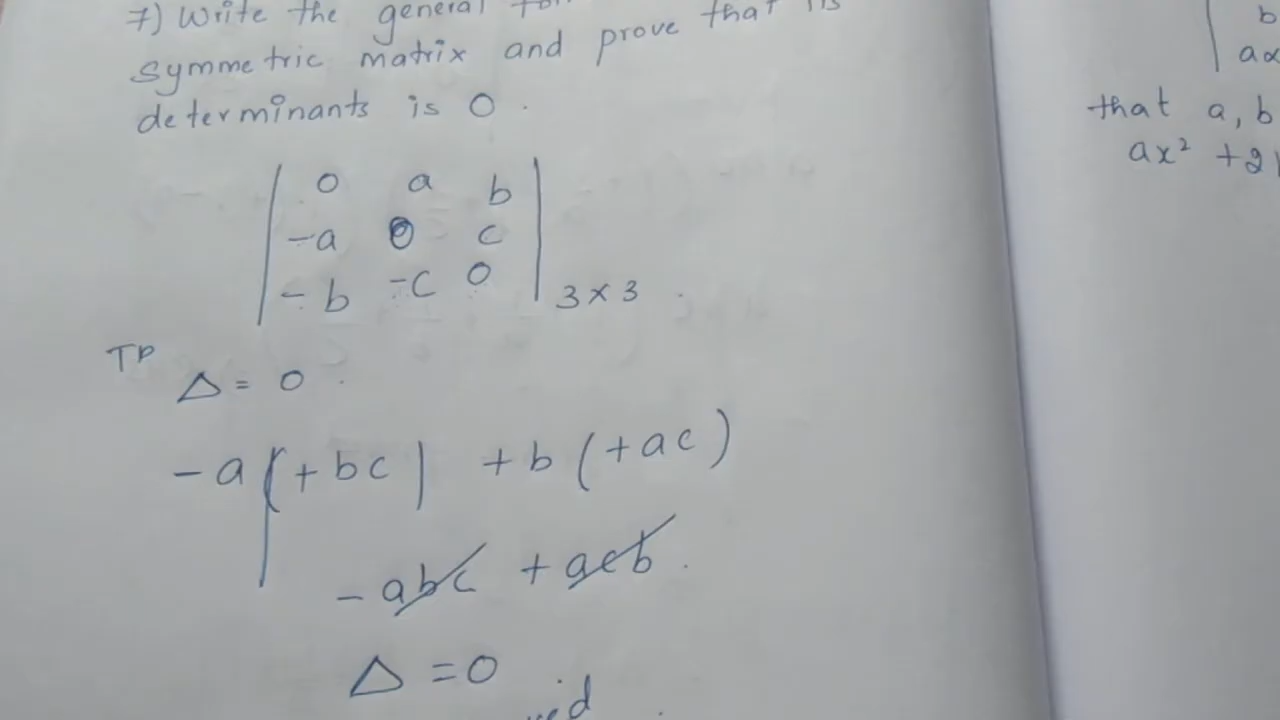 7) Write the general
symmetric matrix and prove that its
determinants is 0 .
0 a b
-a 0 c
-b -c 0
3 × 3 .
TP
Δ = 0 .
-a (+bc) +b (+ac)
-abc + acb .
Δ = 0
b
that a, b
ax² +2